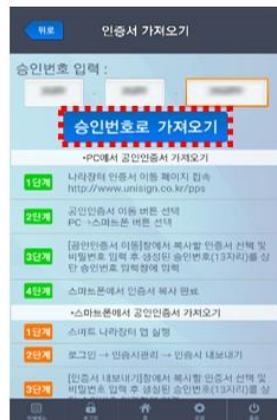 뒤로
인증서 가져오기
승인번호 입력 :
승인번호로 가져오기
•PC에서 공인인증서 가져오기
1단계
나라장터 인증서 이동 페이지 접속
http://www.unisign.co.kr/pps
2단계
공인인증서 이동 버튼 선택
PC →스마트폰 버튼 선택
3단계
[공인인증서 이동]창에서 복사할 인증서 선택 및
비밀번호 입력 후 생성된 승인번호(13자리)를 상
단 승인번호 입력창에 입력
4단계
스마트폰에서 인증서 복사 완료
•스마트폰에서 공인인증서 가져오기
1단계
스마트 나라장터 앱 실행
2단계
로그인 → 인증서관리 → 인증서 내보내기
3단계
[인증서 내보내기]창에서 복사할 인증서 선택 및
비밀번호 입력 후 생성된 승인번호(13자리)를 상